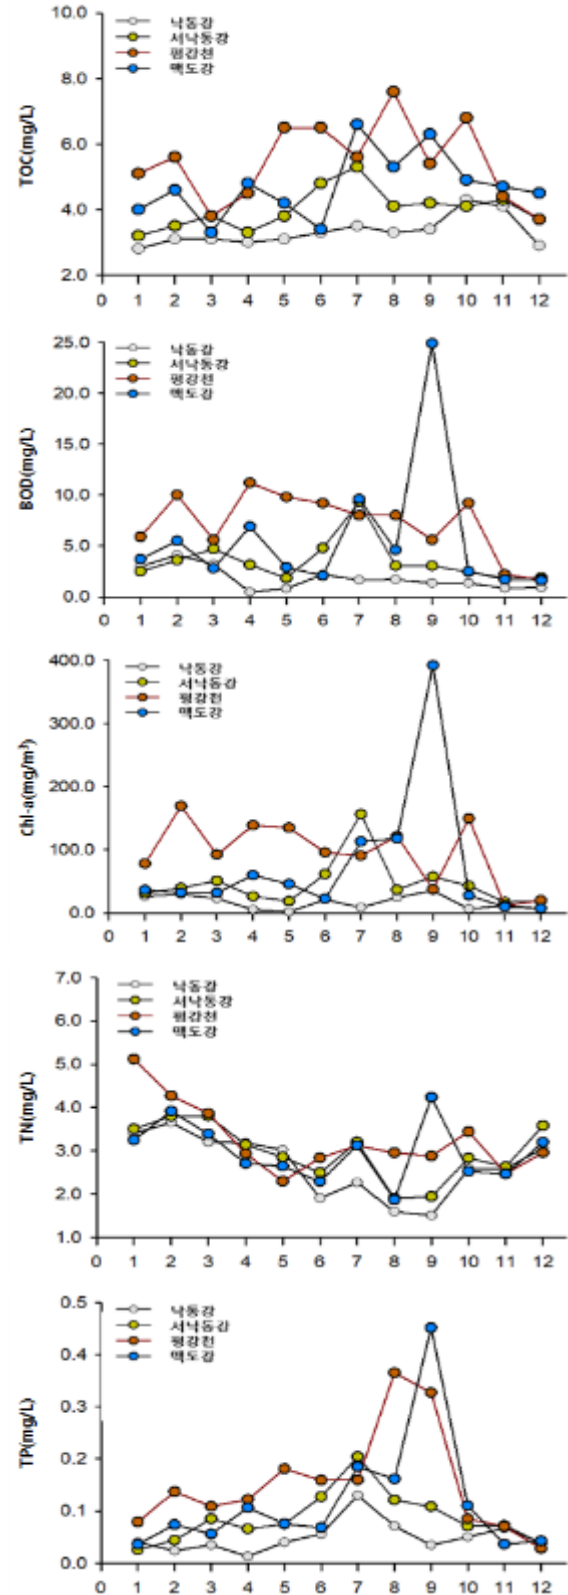 10.0
8.0
6.0
4.0
2.0
TOC(mg/L)
낙동강
서낙동강
평강천
맥도강
0 1 2 3 4 5 6 7 8 9 10 11 12
25.0
20.0
15.0
10.0
5.0
0.0
BOD(mg/L)
낙동강
서낙동강
평강천
맥도강
0 1 2 3 4 5 6 7 8 9 10 11 12
400.0
300.0
200.0
100.0
0.0
Chl-a(mg/m³)
낙동강
서낙동강
평강천
맥도강
0 1 2 3 4 5 6 7 8 9 10 11 12
7.0
6.0
5.0
4.0
3.0
2.0
1.0
TN(mg/L)
낙동강
서낙동강
평강천
맥도강
0 1 2 3 4 5 6 7 8 9 10 11 12
0.5
0.4
0.3
0.2
0.1
0.0
TP(mg/L)
낙동강
서낙동강
평강천
맥도강
0 1 2 3 4 5 6 7 8 9 10 11 12